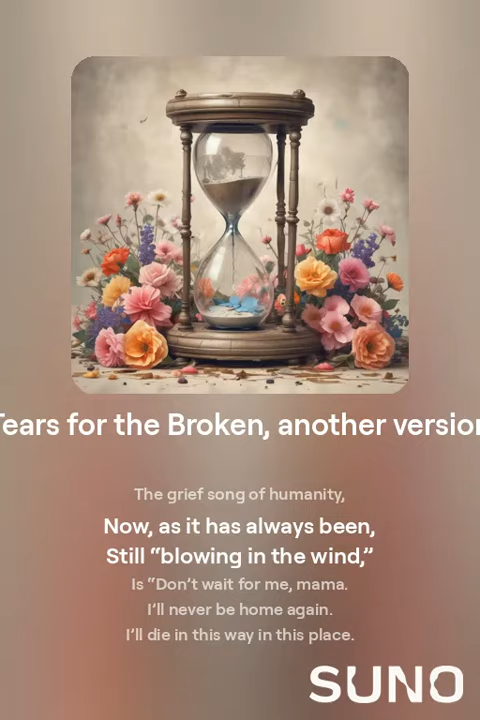 Tears for the Broken, another version
The grief song of humanity,
Now, as it has always been,
Still “blowing in the wind,”
Is “Don’t wait for me, mama.
I’ll never be home again.
I’ll die in this way in this place.
SUNO